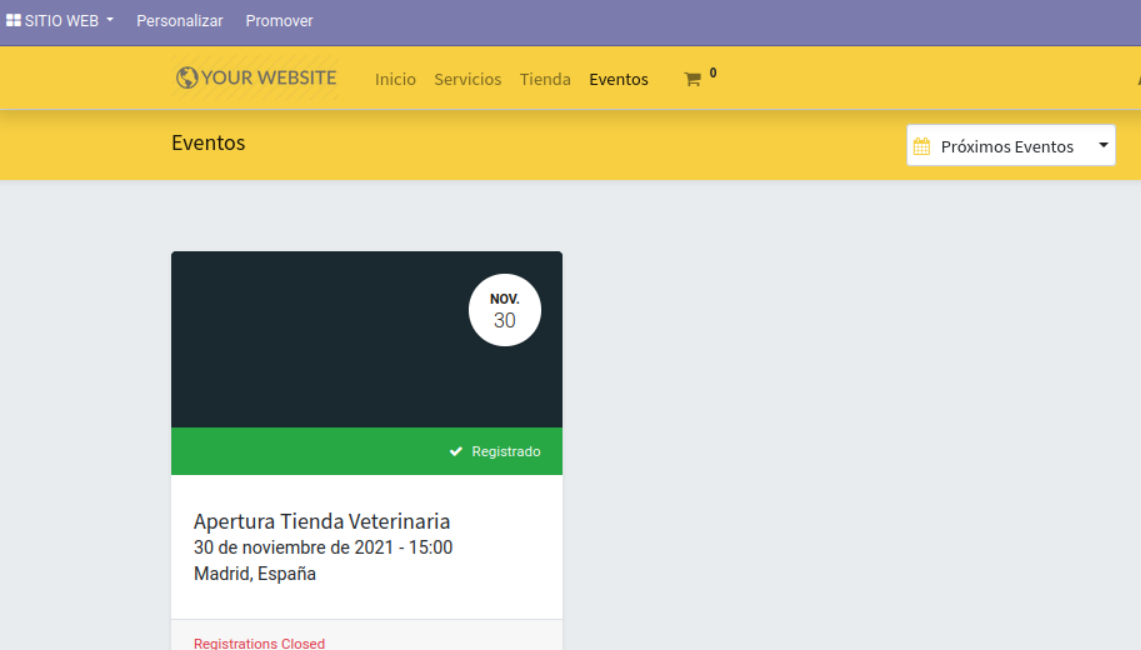 SITIO WEB Personalizar Promover
YOUR WEBSITE Inicio Servicios Tienda Eventos 0
Eventos Próximos Eventos
NOV.
30
Registrado
Apertura Tienda Veterinaria
30 de noviembre de 2021 - 15:00
Madrid, España
Registrations Closed